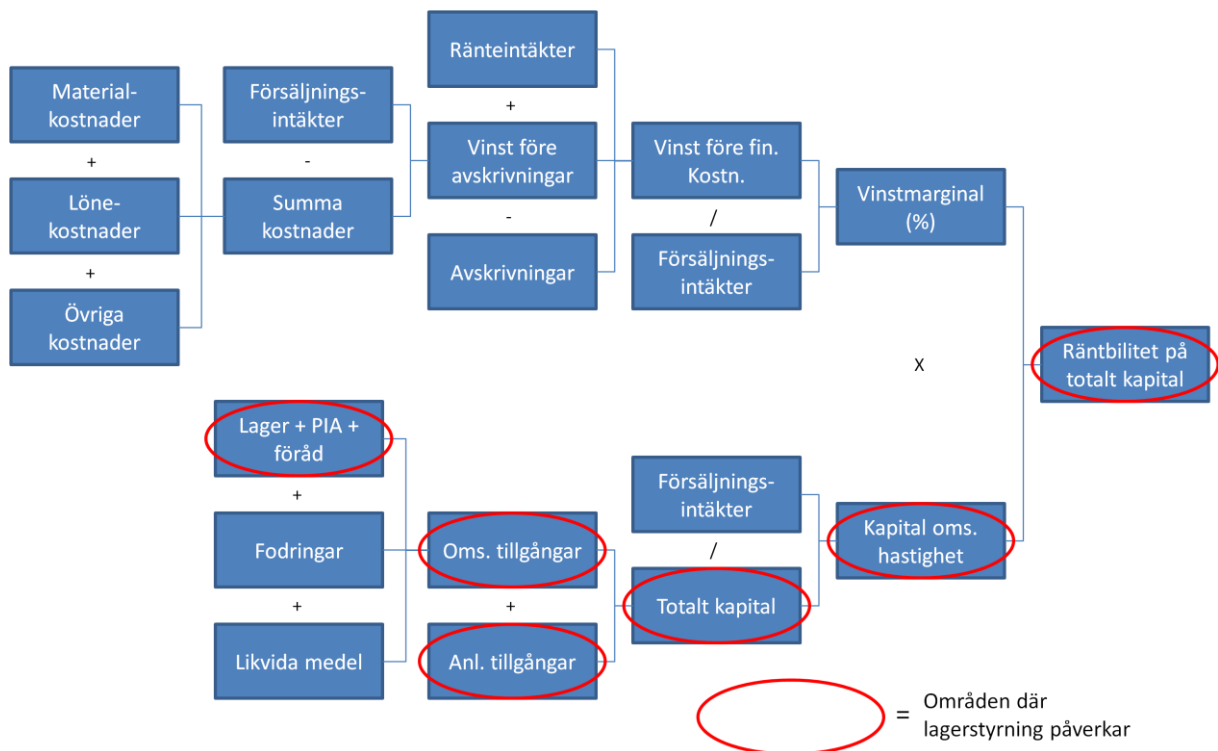 Material-
kostnader
+
Löne-
kostnader
+
Övriga
kostnader
Försäljnings-
intäkter
-
Summa
kostnader
Ränteintäkter
+
Vinst före
avskrivningar
-
Avskrivningar
Vinst före fin.
Kostn.
/
Försäljnings-
intäkter
Vinstmarginal
(%)
X
Räntbilitet på
totalt kapital
Lager + PIA +
föråd
+
Fodringar
+
Likvida medel
Oms. tillgångar
+
Anl. tillgångar
Försäljnings-
intäkter
/
Totalt kapital
Kapital oms.
hastighet
= Områden där
lagerstyrning påverkar